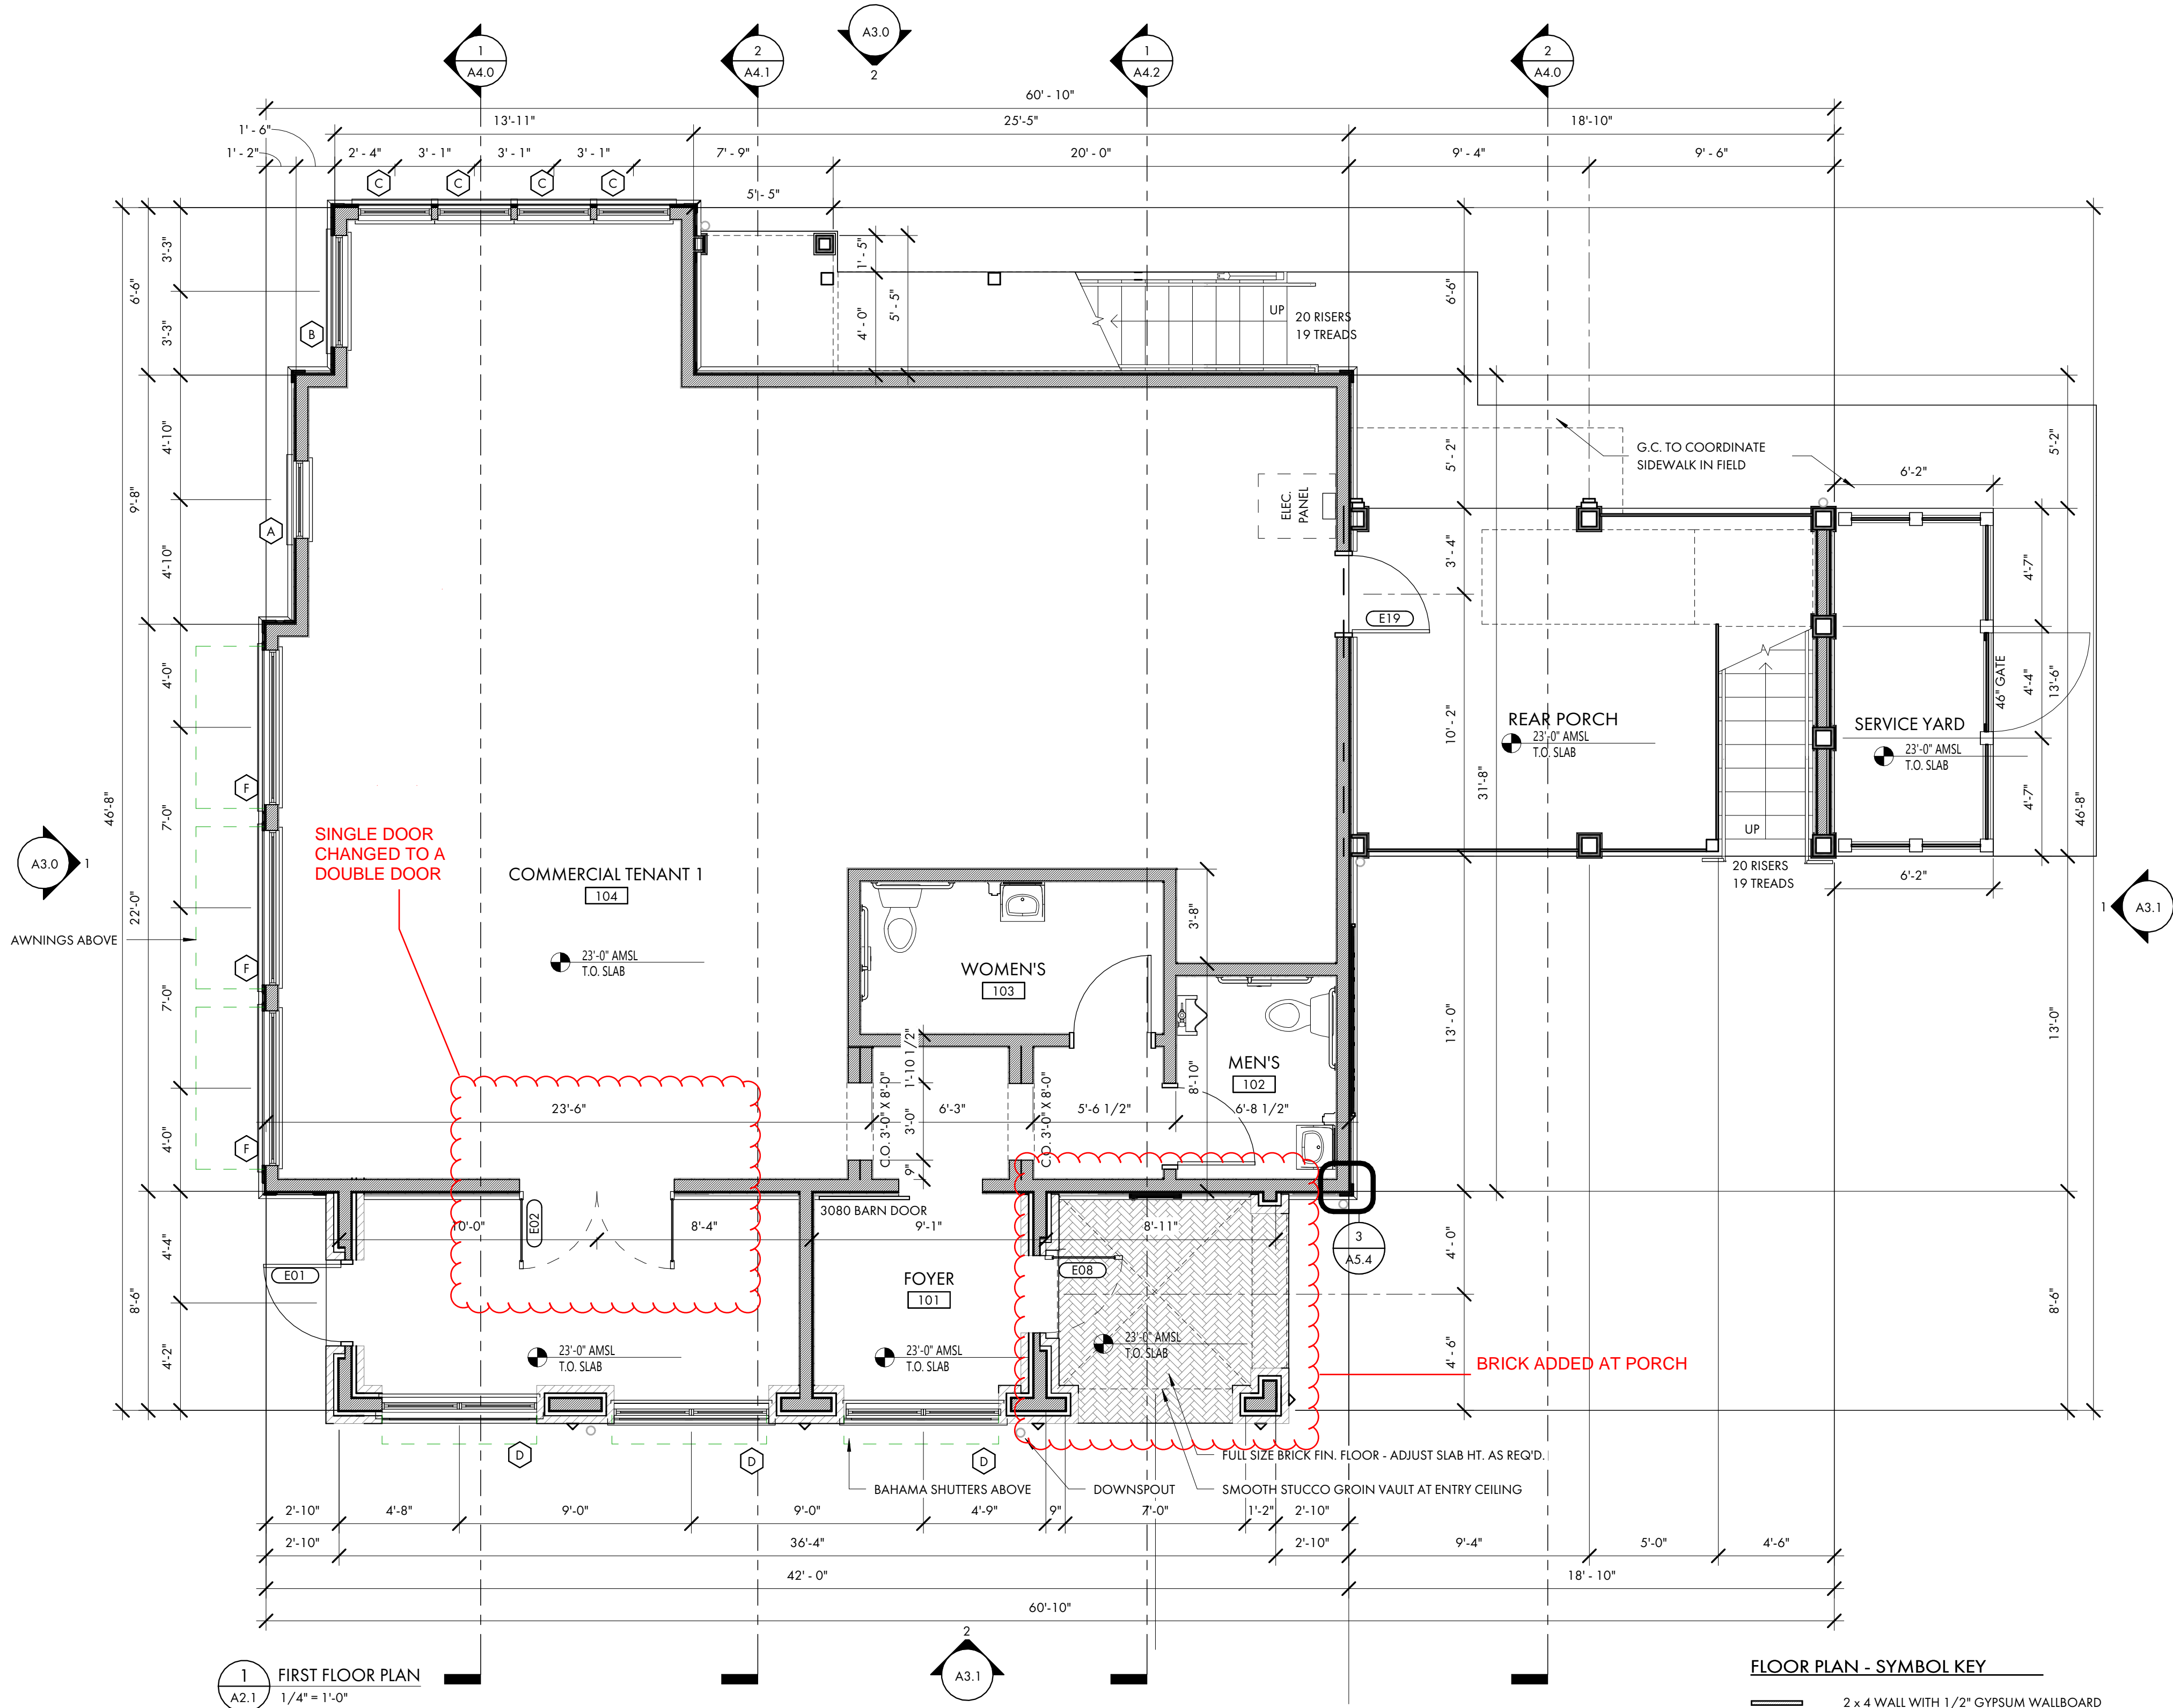 A3.0
2
1
A4.0
2
A4.1
1
A4.2
2
A4.0
60' - 10"
13'-11"
25'-5"
18'-10"
1' - 6"
1' - 2"
2' - 4"
3' - 1"
3' - 1"
3' - 1"
7' - 9"
20' - 0"
9' - 4"
9' - 6"
C
C
C
C
5' - 5"
3'-3"
6'-6"
3'-3"
B
1' - 5"
4' - 0"
5' - 5"
UP
20 RISERS
19 TREADS
6'-6"
4'-10"
9'-8"
4'-10"
A
ELEC.
PANEL
5' - 2"
G.C. TO COORDINATE
SIDEWALK IN FIELD
6'-2"
5'-2"
3' - 4"
E19
4'-7"
46" GATE
4'-4"
13'-6"
4'-7"
46'-8"
REAR PORCH
23'-0" AMSL
T.O. SLAB
SERVICE YARD
23'-0" AMSL
T.O. SLAB
10' - 2"
31'-8"
UP
20 RISERS
19 TREADS
6'-2"
46'-8"
4'-0"
F
7'-0"
22'-0"
F
7'-0"
4'-0"
F
A3.0
1
AWNINGS ABOVE
SINGLE DOOR
CHANGED TO A
DOUBLE DOOR
COMMERCIAL TENANT 1
104
23'-0" AMSL
T.O. SLAB
WOMEN'S
103
3'-8"
MEN'S
102
8'-10"
1
A3.1
13' - 0"
13'-0"
23'-6"
C.O. 3'-0" X 8'-0"
1'-10 1/2"
3'-0"
9"
6'-3"
C.O. 3'-0" X 8'-0"
5'-6 1/2"
6'-8 1/2"
10'-0"
E02
8'-4"
3080 BARN DOOR
9'-1"
8'-11"
3
A5.4
E01
FOYER
101
E08
4'-4"
8'-6"
4'-2"
23'-0" AMSL
T.O. SLAB
23'-0" AMSL
T.O. SLAB
23'-0" AMSL
T.O. SLAB
4' - 0"
4' - 6"
8'-6"
BRICK ADDED AT PORCH
D
D
D
FULL SIZE BRICK FIN. FLOOR - ADJUST SLAB HT. AS REQ'D.
BAHAMA SHUTTERS ABOVE
DOWNSPOUT
SMOOTH STUCCO GROIN VAULT AT ENTRY CEILING
2'-10"
4'-8"
9'-0"
9'-0"
4'-9"
9"
7'-0"
1'-2"
2'-10"
2'-10"
36'-4"
2'-10"
9'-4"
5'-0"
4'-6"
42' - 0"
18' - 10"
60'-10"
2
A3.1
1
A2.1
FIRST FLOOR PLAN
1/4" = 1'-0"
FLOOR PLAN - SYMBOL KEY
2 x 4 WALL WITH 1/2" GYPSUM WALLBOARD